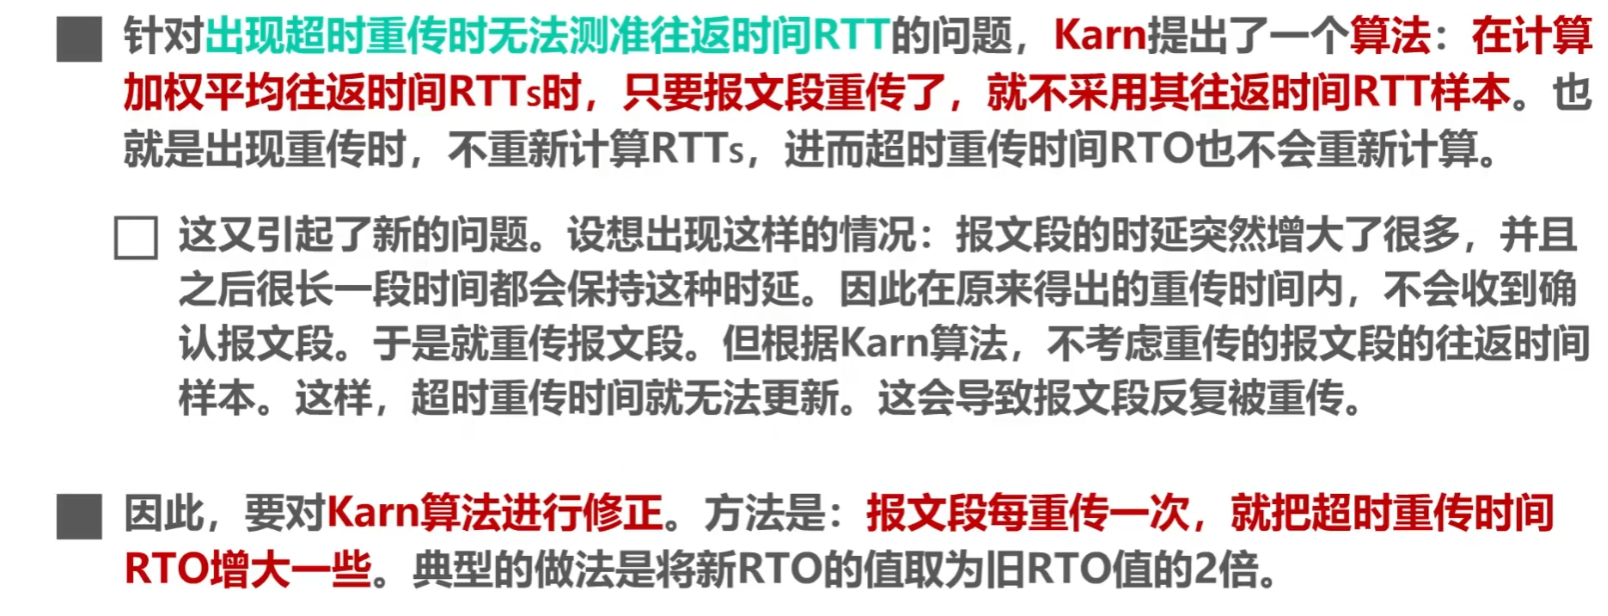 针对出现超时重传时无法测准往返时间RTT的问题，Karn提出了一个算法：在计算
加权平均往返时间RTTs时，只要报文段重传了，就不采用其往返时间RTT样本。也
就是出现重传时，不重新计算RTTs，进而超时重传时间RTO也不会重新计算。
这又引起了新的问题。设想出现这样的情况：报文段的时延突然增大了很多，并且
之后很长一段时间都会保持这种时延。因此在原来得出的重传时间内，不会收到确
认报文段。于是就重传报文段。但根据Karn算法，不考虑重传的报文段的往返时间
样本。这样，超时重传时间就无法更新。这会导致报文段反复被重传。
因此，要对Karn算法进行修正。方法是：报文段每重传一次，就把超时重传时间
RTO增大一些。典型的做法是将新RTO的值取为旧RTO值的2倍。